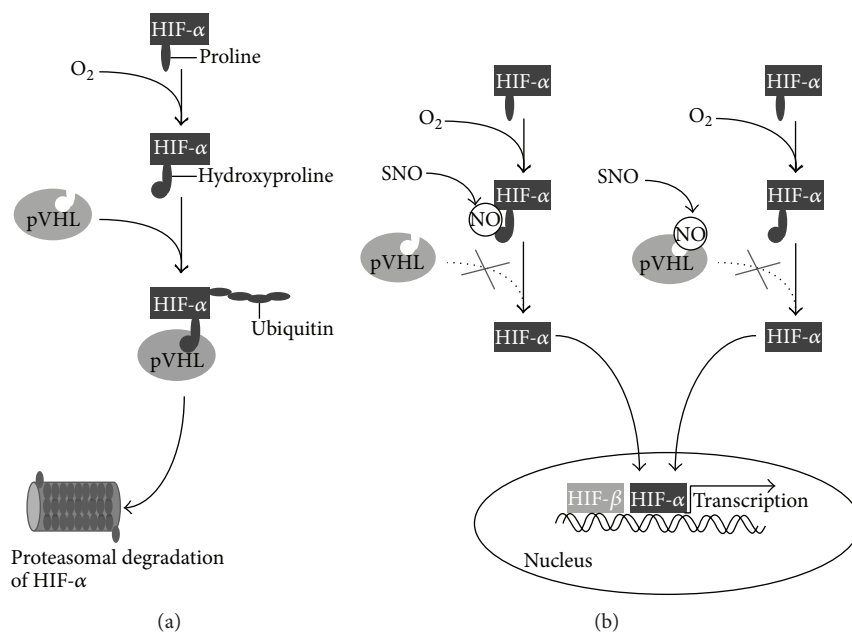 HIF-α
Proline
O₂
HIF-α
Hydroxyproline
pVHL
HIF-α
Ubiquitin
pVHL
Proteasomal degradation
of HIF-α
(a)
HIF-α
O₂
SNO
HIF-α
NO
pVHL
HIF-α
HIF-α
O₂
SNO
HIF-α
NO
pVHL
HIF-α
HIF-β
HIF-α
Transcription
Nucleus
(b)